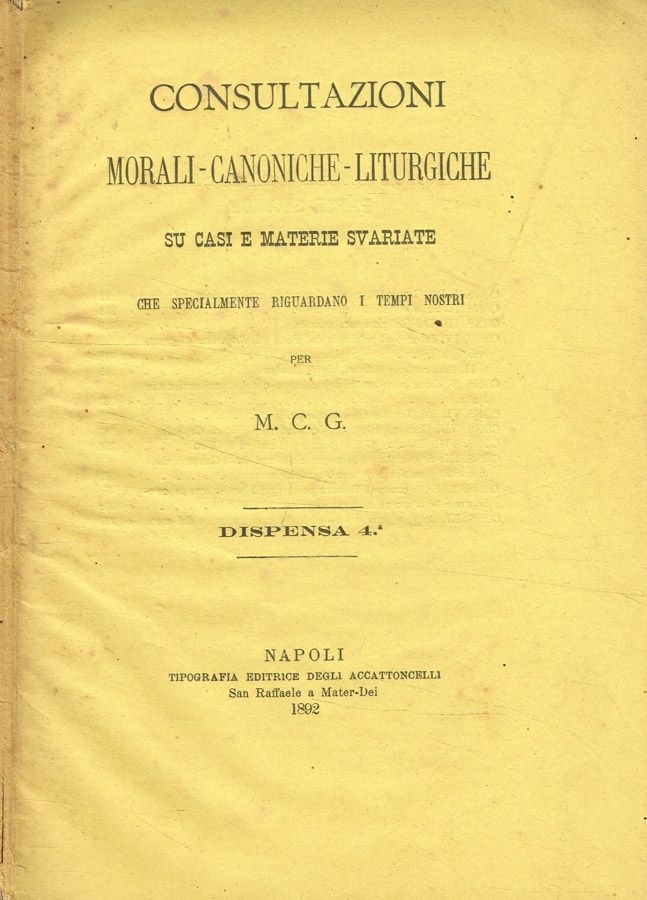 CONSULTAZIONI
MORALI-CANONICHE-LITURGICHE
SU CASI E MATERIE SVARIATE
CHE SPECIALMENTE RIGUARDANO I TEMPI NOSTRI
PER
M. C. G.
DISPENSA 4.ª
NAPOLI
TIPOGRAFIA EDITRICE DEGLI ACCATTONCELLI
San Raffaele a Mater-Dei
1892